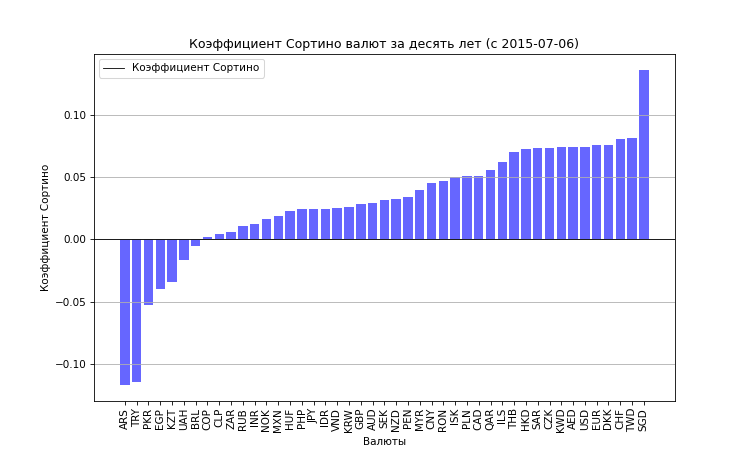 Коэффициент Сортино валют за десять лет (с 2015-07-06)
Коэффициент Сортино
0.10
0.05
0.00
−0.05
−0.10
Коэффициент Сортино
ARS
TRY
PKR
EGP
KZT
UAH
BRL
COP
CLP
ZAR
RUB
INR
NOK
MXN
HUF
PHP
JPY
IDR
VND
KRW
GBP
AUD
SEK
NZD
PEN
MYR
CNY
RON
ISK
PLN
CAD
QAR
ILS
THB
HKD
SAR
CZK
KWD
AED
USD
EUR
DKK
CHF
TWD
SGD
Валюты